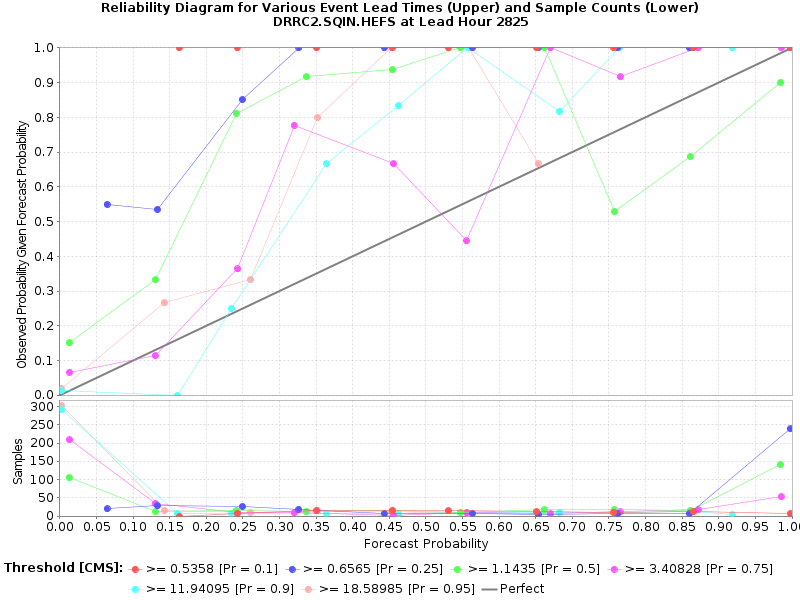 Reliability Diagram for Various Event Lead Times (Upper) and Sample Counts (Lower)
DRRC2.SQIN.HEFS at Lead Hour 2825
Observed Probability Given Forecast Probability
1.0
0.9
0.8
0.7
0.6
0.5
0.4
0.3
0.2
0.1
0.0
Samples
300
250
200
150
100
50
0
0.00 0.05 0.10 0.15 0.20 0.25 0.30 0.35 0.40 0.45 0.50 0.55 0.60 0.65 0.70 0.75 0.80 0.85 0.90 0.95 1.0
Forecast Probability
Threshold [CMS]: >= 0.5358 [Pr = 0.1] >= 0.6565 [Pr = 0.25] >= 1.1435 [Pr = 0.5] >= 3.40828 [Pr = 0.75]
>= 11.94095 [Pr = 0.9] >= 18.58985 [Pr = 0.95] Perfect